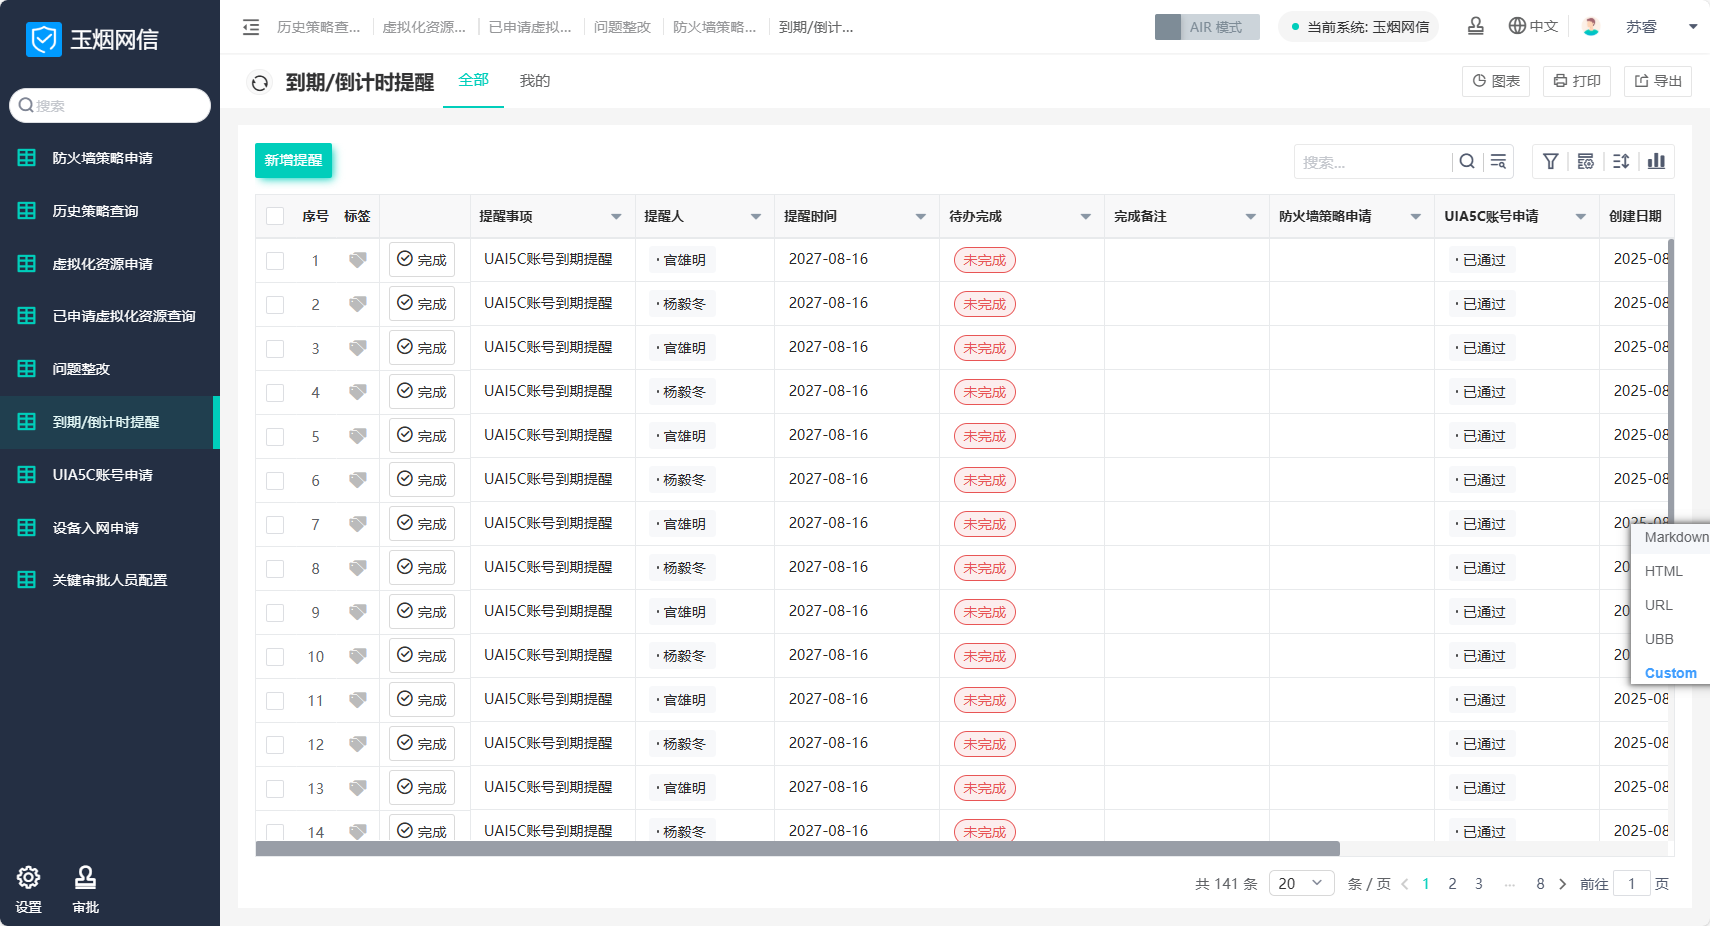 玉烟网信
搜索
防火墙策略申请
历史策略查询
虚拟化资源申请
已申请虚拟化资源查询
问题整改
到期/倒计时提醒
UIA5C账号申请
设备入网申请
关键审批人员配置
设置
审批
历史策略查...
虚拟化资源...
已申请虚拟...
问题整改
防火墙策略...
到期/倒计...
AIR 模式
当前系统: 玉烟网信
中文
苏睿
到期/倒计时提醒
全部
我的
图表
打印
导出
新增提醒
搜索...
序号 标签 提醒事项 提醒人 提醒时间 待办完成 完成备注 防火墙策略申请 UIA5C账号申请 创建日期
1 完成 UAI5C账号到期提醒 · 官雄明 2027-08-16 未完成 · 已通过 2025-08
2 完成 UAI5C账号到期提醒 · 杨毅冬 2027-08-16 未完成 · 已通过 2025-08
3 完成 UAI5C账号到期提醒 · 官雄明 2027-08-16 未完成 · 已通过 2025-08
4 完成 UAI5C账号到期提醒 · 杨毅冬 2027-08-16 未完成 · 已通过 2025-08
5 完成 UAI5C账号到期提醒 · 官雄明 2027-08-16 未完成 · 已通过 2025-08
6 完成 UAI5C账号到期提醒 · 杨毅冬 2027-08-16 未完成 · 已通过 2025-08
7 完成 UAI5C账号到期提醒 · 官雄明 2027-08-16 未完成 · 已通过 2025-08
8 完成 UAI5C账号到期提醒 · 杨毅冬 2027-08-16 未完成 · 已通过 20
9 完成 UAI5C账号到期提醒 · 官雄明 2027-08-16 未完成 · 已通过 20
10 完成 UAI5C账号到期提醒 · 杨毅冬 2027-08-16 未完成 · 已通过 20
11 完成 UAI5C账号到期提醒 · 官雄明 2027-08-16 未完成 · 已通过 2025-08
12 完成 UAI5C账号到期提醒 · 杨毅冬 2027-08-16 未完成 · 已通过 2025-08
13 完成 UAI5C账号到期提醒 · 官雄明 2027-08-16 未完成 · 已通过 2025-08
14 完成 UAI5C账号到期提醒 · 杨毅冬 2027-08-16 未完成 · 已通过 2025-08
Markdown
HTML
URL
UBB
Custom
共 141 条 20 条 / 页 1 2 3 ... 8 前往 1 页